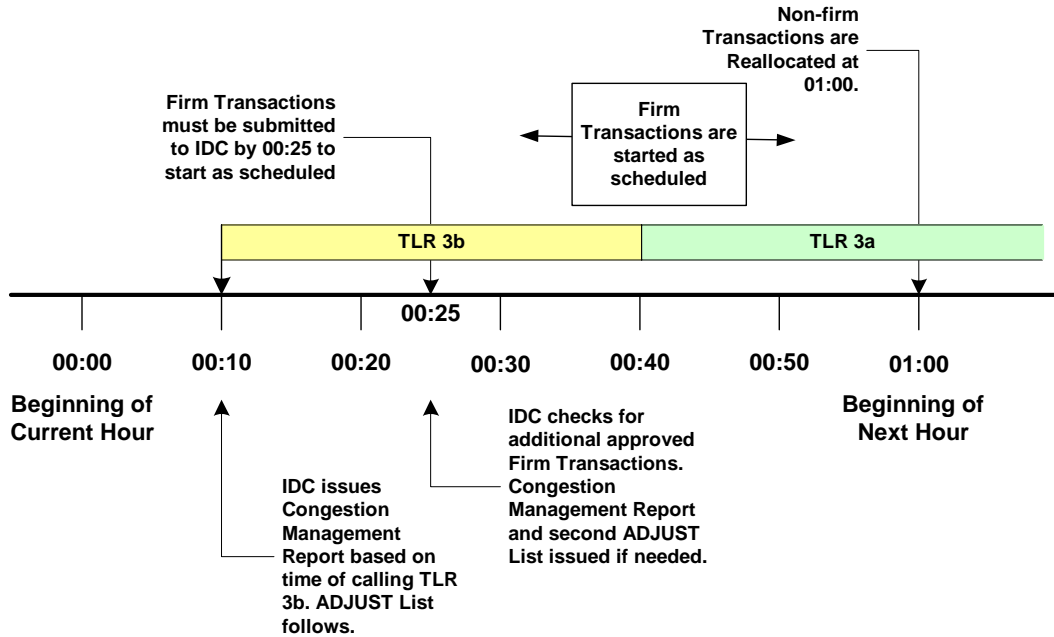 Non-firm
Transactions are
Reallocated at
01:00.
Firm Transactions
must be submitted
to IDC by 00:25 to
start as scheduled
Firm
Transactions are
started as
scheduled
TLR 3b
TLR 3a
00:25
00:00
00:10
00:20
00:30
00:40
00:50
01:00
Beginning of
Current Hour
Beginning of
Next Hour
IDC issues
Congestion
Management
Report based on
time of calling TLR
3b. ADJUST List
follows.
IDC checks for
additional approved
Firm Transactions.
Congestion
Management Report
and second ADJUST
List issued if needed.